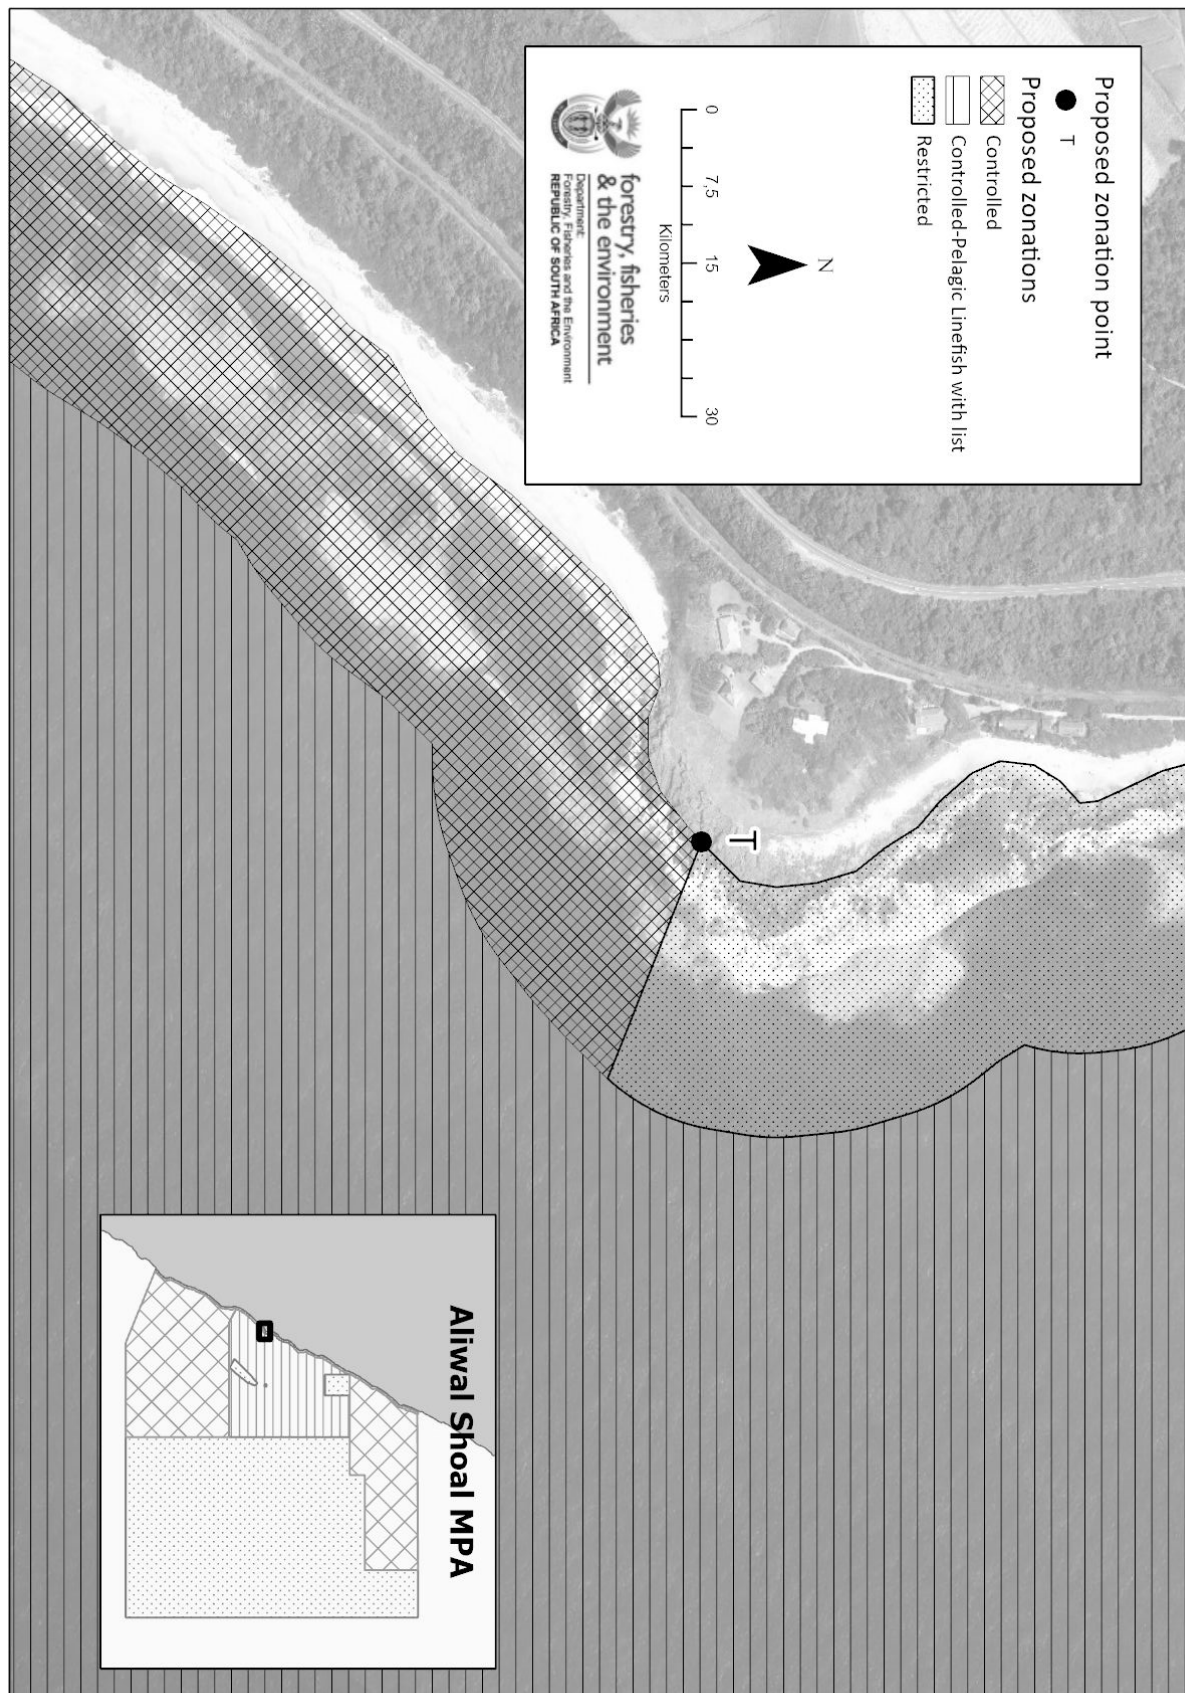 Proposed zonation point
T
Proposed zonations
Controlled
Controlled-Pelagic Linefish with list
Restricted
N
0 7,5 15 30
Kilometers
forestry, fisheries
& the environment
Department:
Forestry, Fisheries and the Environment
REPUBLIC OF SOUTH AFRICA
T
Aliwal Shoal MPA